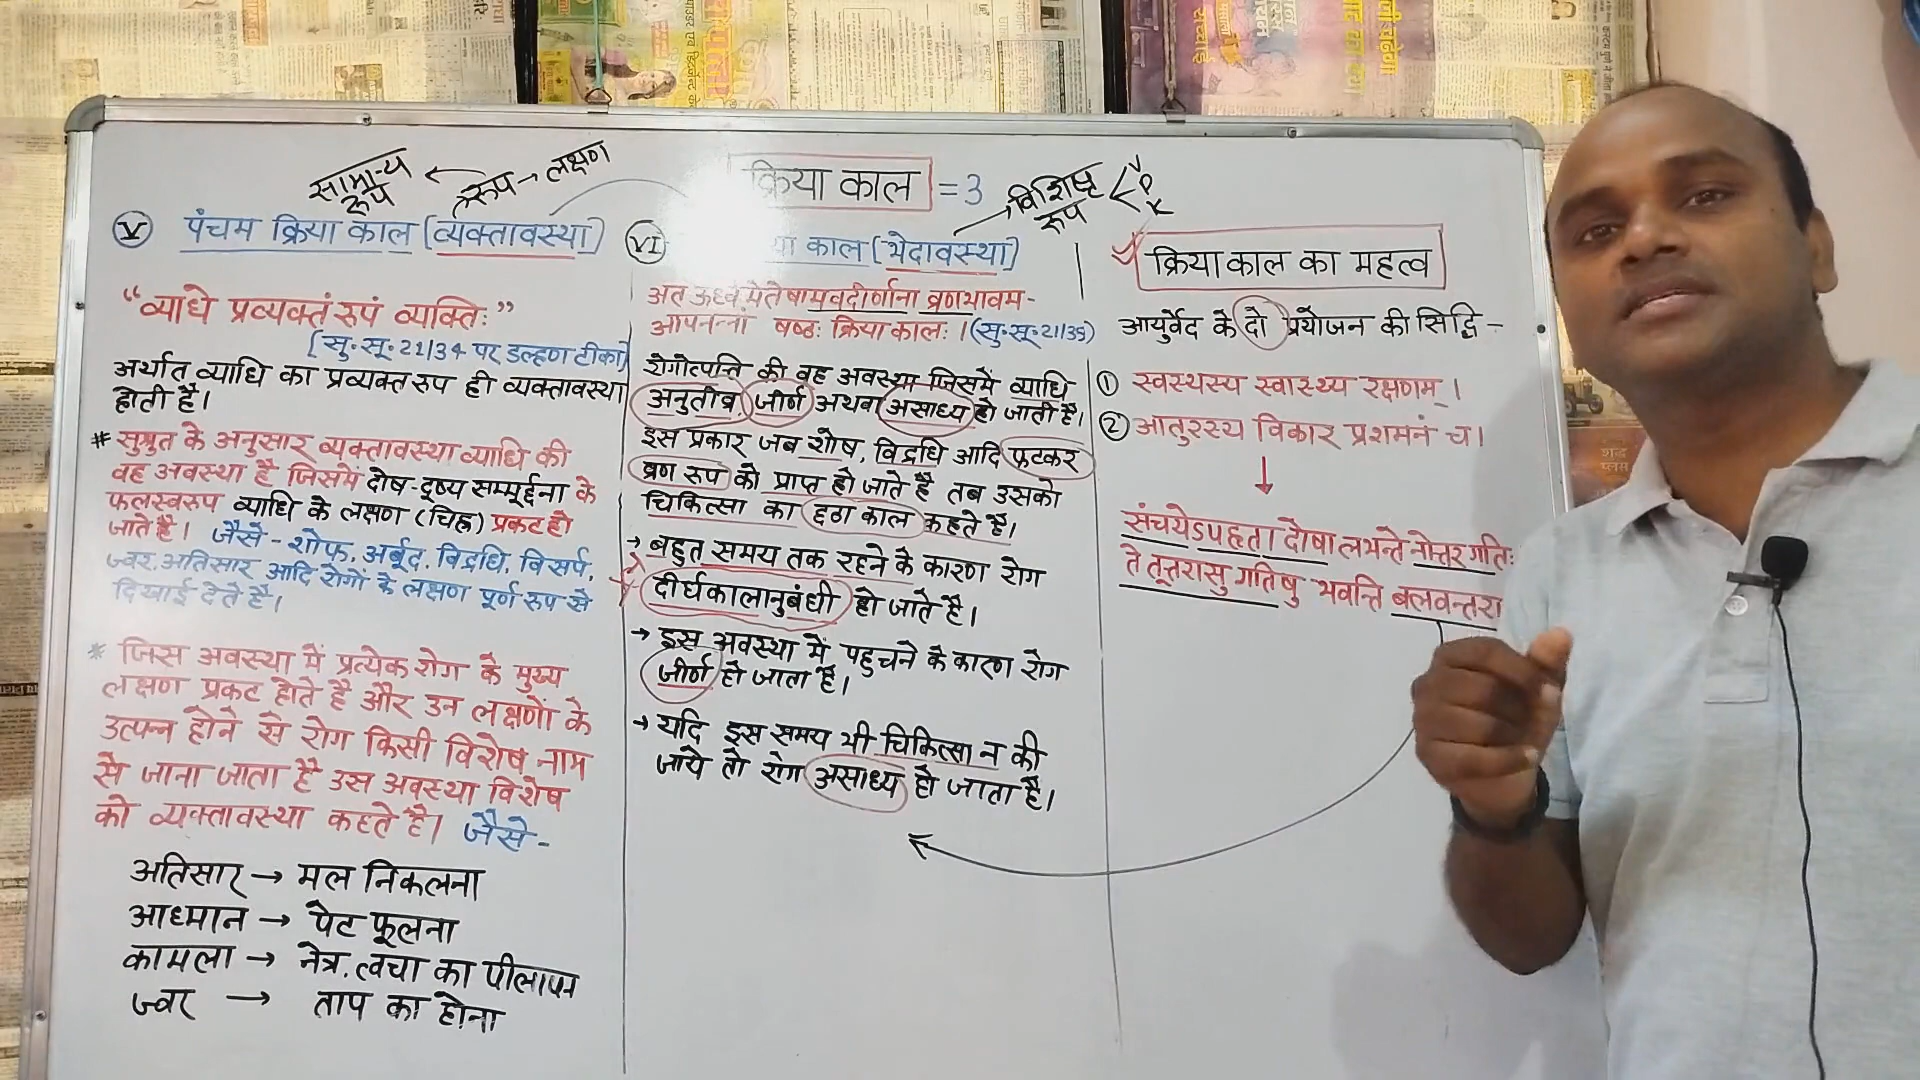 क्रिया काल = 3
सामान्य
रूप
रूप → लक्षण
V पंचम क्रिया काल (व्यक्तावस्था)
"व्याधे प्रव्यक्तं रूपं व्यक्तिः"
(सु॰सू॰ 21/34 पर डल्हण टीका)
अर्थात व्याधि का प्रव्यक्त रूप ही व्यक्तावस्था
होती है।
# सुश्रुत के अनुसार व्यक्तावस्था व्याधि की
वह अवस्था है जिसमें दोष-दूष्य सम्मूर्द्दना के
फलस्वरुप व्याधि के लक्षण (चिह्न) प्रकट हो
जाते है। जैसे - शोफ, अर्बूद, विद्रधि, विसर्प,
ज्वर, अतिसार आदि रोगों के लक्षण पूर्ण रूप से
दिखाई देते है।
* जिस अवस्था में प्रत्येक रोग के मुख्य
लक्षण प्रकट होते है और उन लक्षणों के
उत्पन्न होने से रोग किसी विशेष नाम
से जाना जाता है उस अवस्था विशेष
को व्यक्तावस्था कहते है। जैसे-
अतिसार → मल निकलना
आध्मान → पेट फूलना
कामला → नेत्र, त्वचा का पीलापन
ज्वर → ताप का होना
विशिष्ट
रूप
V
P
K
VI काल (भेदावस्था)
अत ऊर्ध्वमेतेषामवदीर्णानां व्रणभावम-
आपन्नानां षष्ठः क्रियाकालः। (सु॰सू॰ 21/35)
रोगोत्पत्ति की वह अवस्था जिसमें व्याधि
अनुतीव्र, जीर्ण अथवा असाध्य हो जाती है।
इस प्रकार जब शोष, विद्रधि आदि फटकर
व्रण रूप को प्राप्त हो जाते है तब उसको
चिकित्सा का छठा काल कहते है।
→ बहुत समय तक रहने के कारण रोग
दीर्घकालानुबंधी हो जाते है।
→ इस अवस्था में पहुचने के कारण रोग
जीर्ण हो जाता है।
→ यदि इस समय भी चिकित्सा न की
जाये तो रोग असाध्य हो जाता है।
क्रियाकाल का महत्व
आयुर्वेद के दो प्रयोजन की सिद्धि -
① स्वस्थस्य स्वास्थ्य रक्षणम्।
② आतुरस्य विकार प्रशमनं च।
संचयेऽपहृता दोषा लभन्ते नोत्तर गतिः
ते तूत्तरासु गतिषु भवन्ति बलवन्तरा